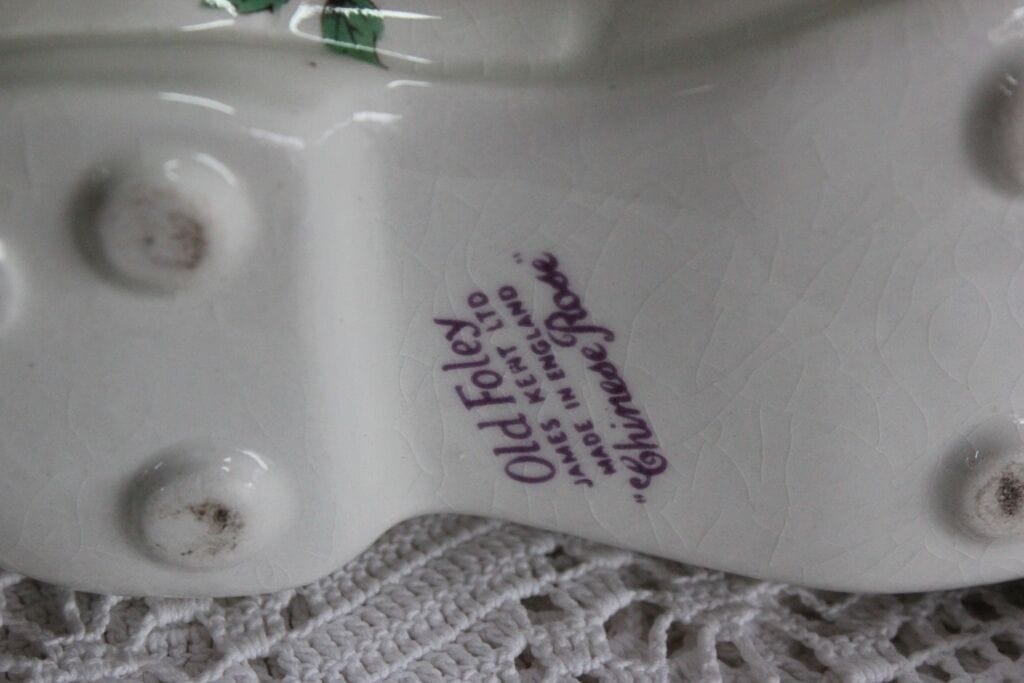 Old Foley
JAMES KENT LTD
MADE IN ENGLAND
"Chinese Rose"